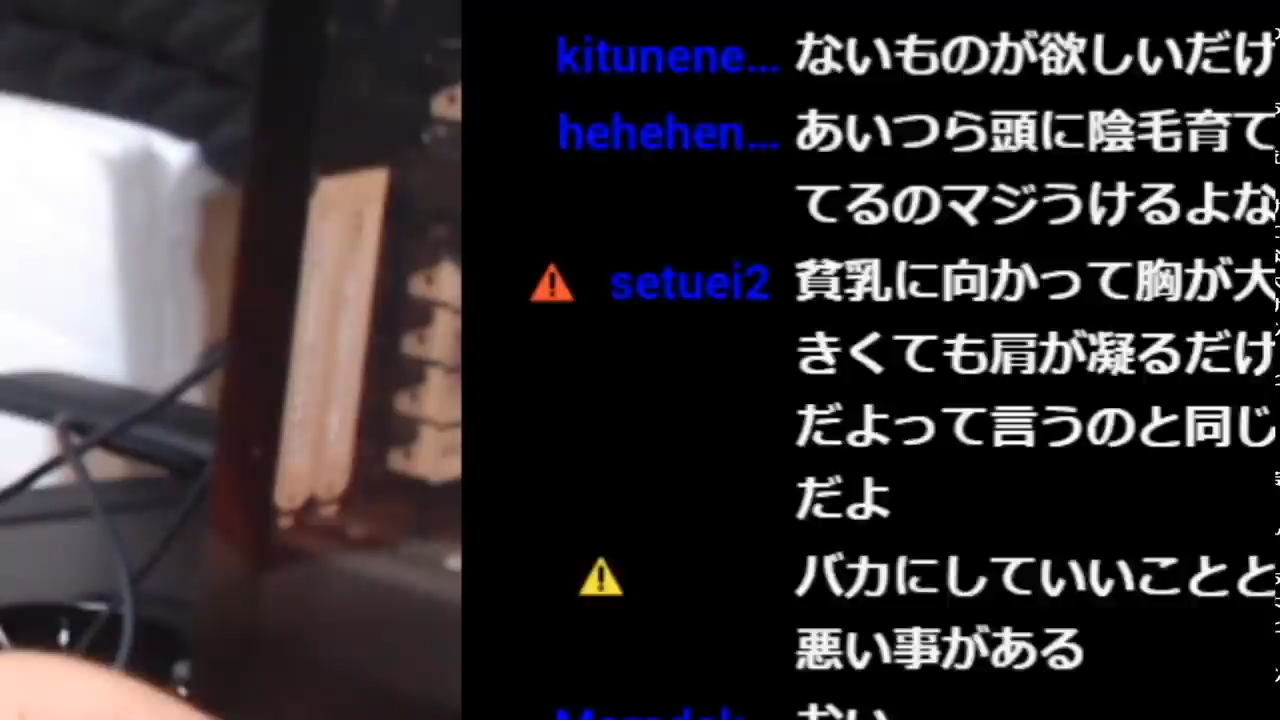 kitunene... ないものが欲しいだけ
hehehen... あいつら頭に陰毛育て
てるのマジうけるよな
setuei2 貧乳に向かって胸が大
きくても肩が凝るだけ
だよって言うのと同じ
だよ
バカにしていいことと
悪い事がある
おい